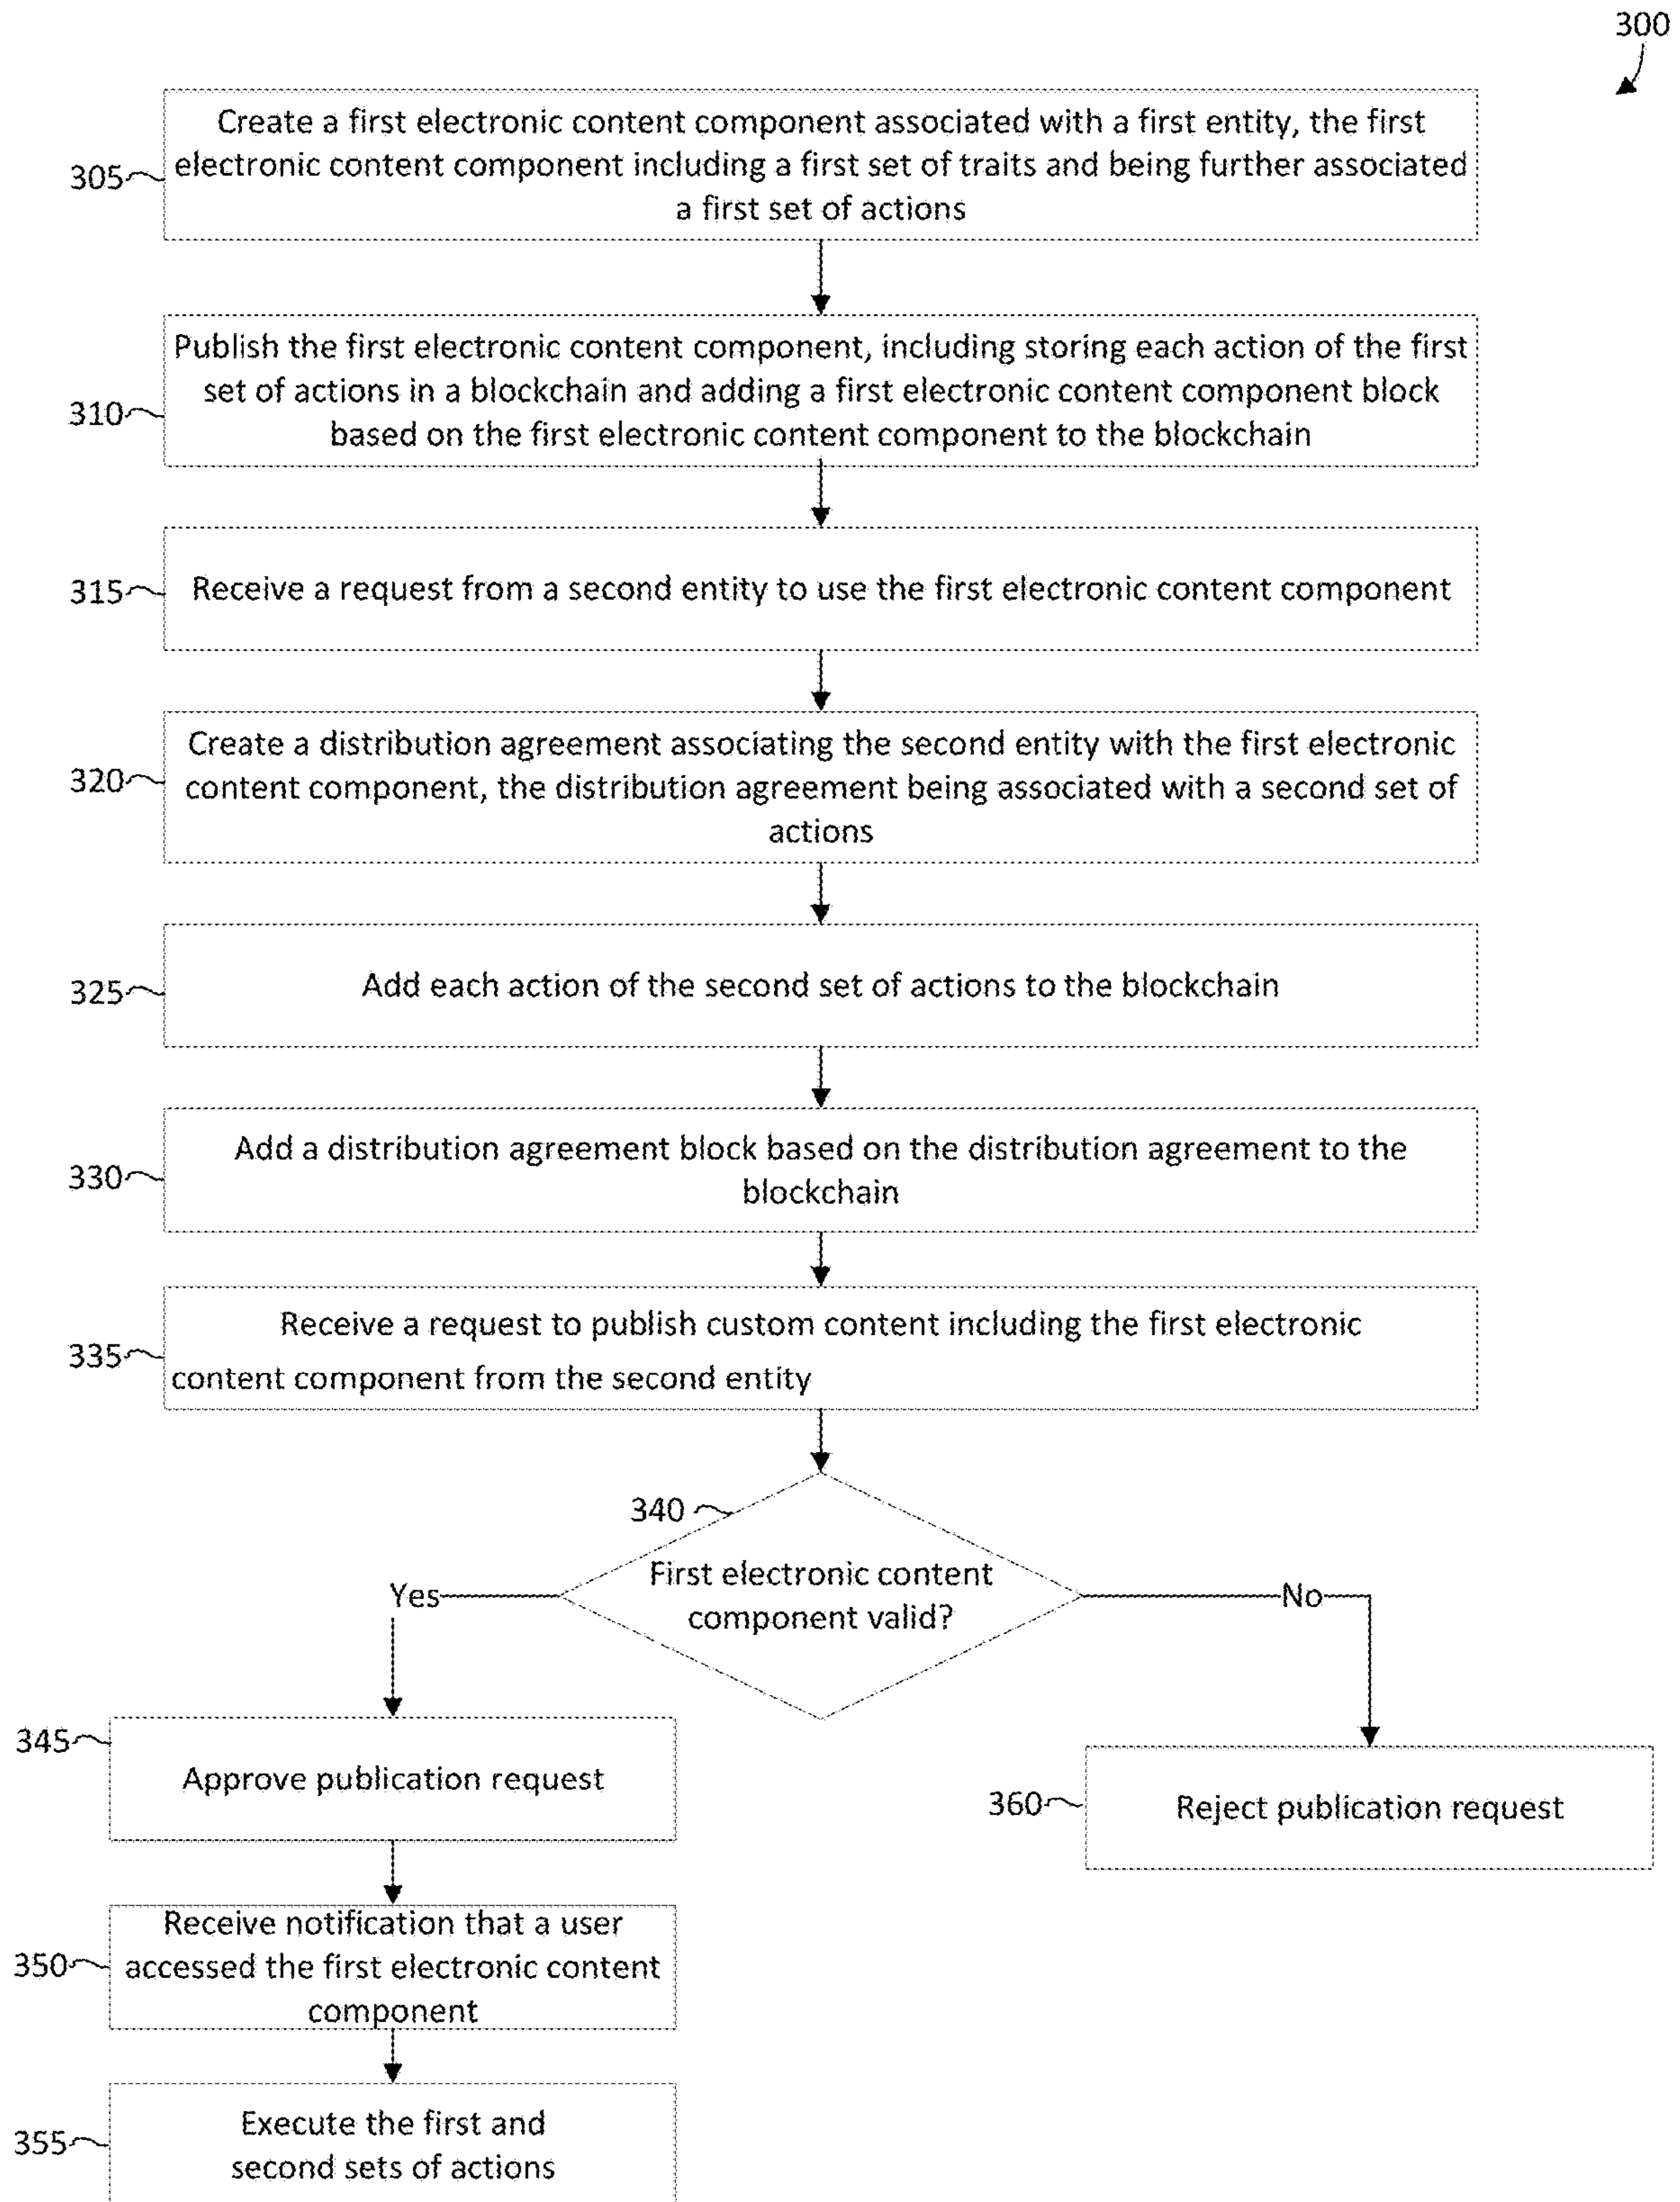 300
Create a first electronic content component associated with a first entity, the first
electronic content component including a first set of traits and being further associated
a first set of actions
305
Publish the first electronic content component, including storing each action of the first
set of actions in a blockchain and adding a first electronic content component block
based on the first electronic content component to the blockchain
310
Receive a request from a second entity to use the first electronic content component
315
Create a distribution agreement associating the second entity with the first electronic
content component, the distribution agreement being associated with a second set of
actions
320
Add each action of the second set of actions to the blockchain
325
Add a distribution agreement block based on the distribution agreement to the
blockchain
330
Receive a request to publish custom content including the first electronic
content component from the second entity
335
340
First electronic content
component valid?
Yes
No
345
Approve publication request
360
Reject publication request
Receive notification that a user
accessed the first electronic content
component
350
Execute the first and
second sets of actions
355